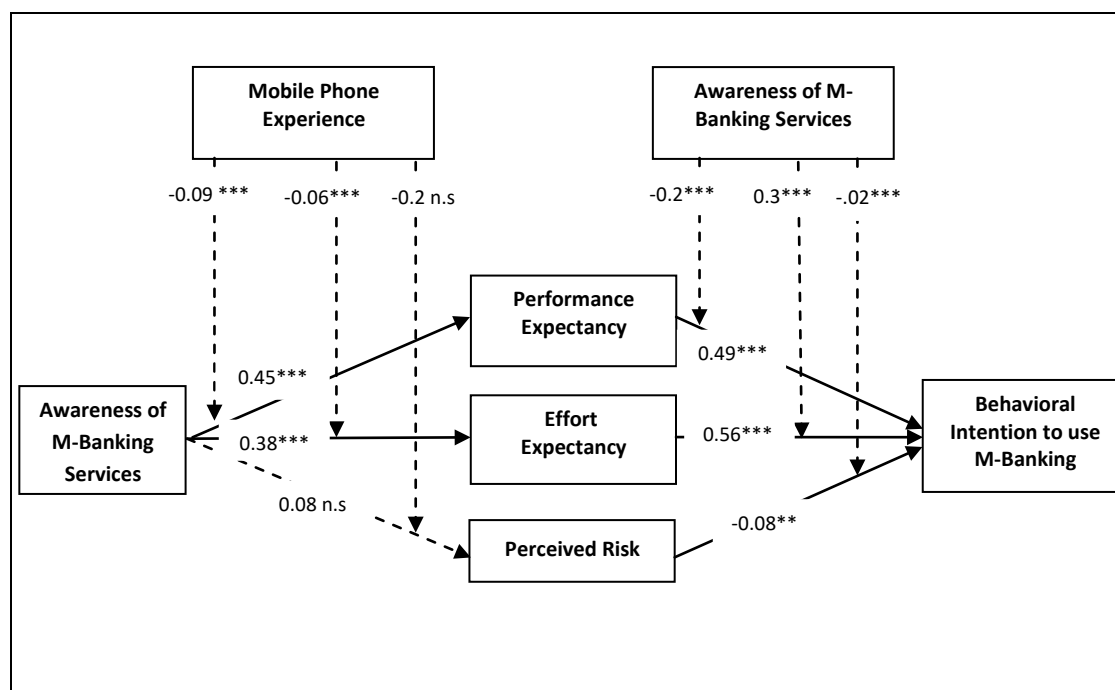 Mobile Phone
Experience
Awareness of M-
Banking Services
-0.09 ***
-0.06***
-0.2 n.s
-0.2***
0.3***
-.02***
Performance
Expectancy
0.45***
0.49***
Awareness of
M-Banking
Services
0.38***
Effort
Expectancy
0.56***
Behavioral
Intention to use
M-Banking
0.08 n.s
Perceived Risk
-0.08**